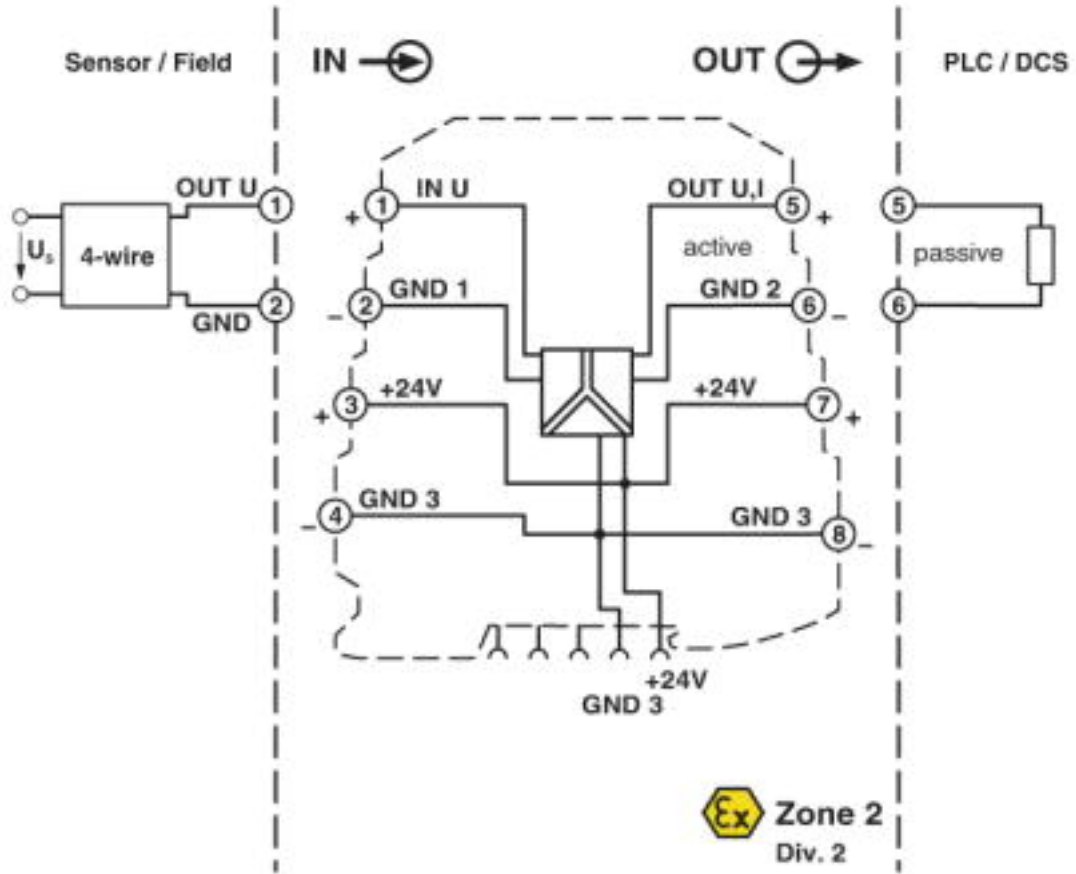 Sensor / Field
IN
OUT
PLC / DCS
OUT U
1
1
IN U
OUT U,I
5
5
+
+
Us
4-wire
active
passive
GND
2
2
GND 1
GND 2
6
6
–
–
3
+24V
+24V
7
+
+
4
GND 3
GND 3
8
–
–
+24V
GND 3
Ex
Zone 2
Div. 2